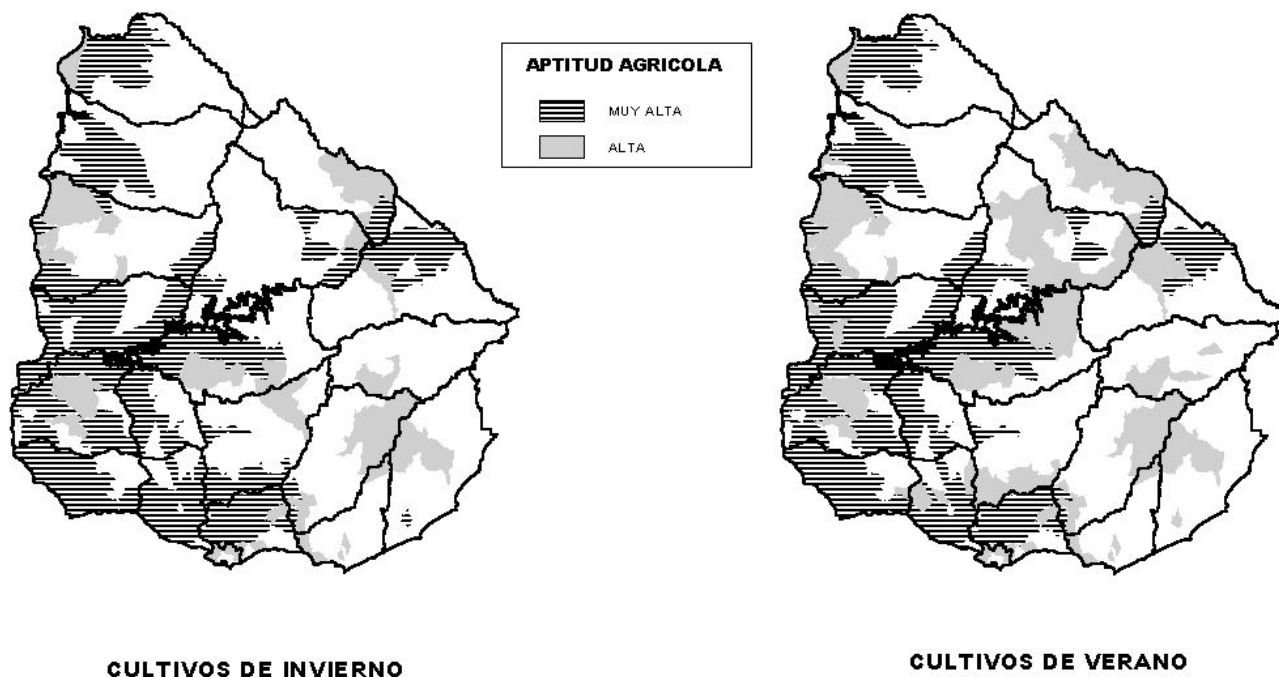 APTITUD AGRICOLA
MUY ALTA
ALTA
CULTIVOS DE INVIERNO
CULTIVOS DE VERANO